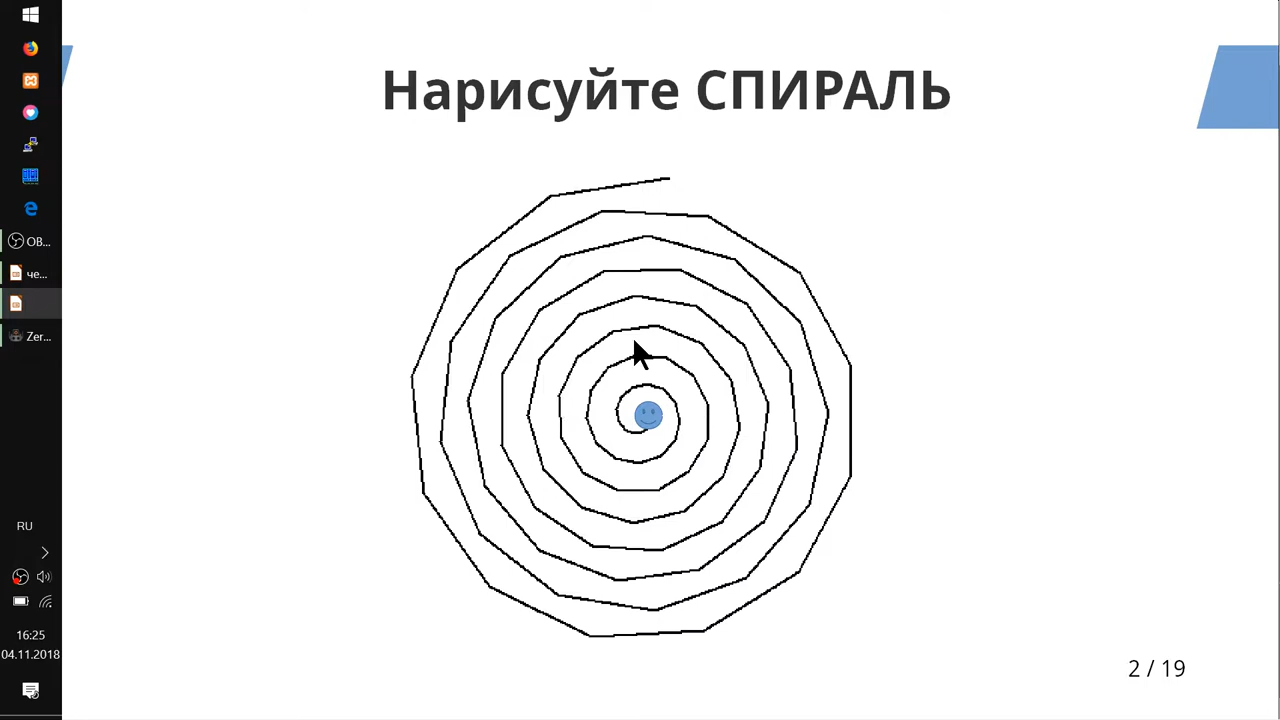 Нарисуйте СПИРАЛЬ
OB...
че...
Zer...
RU
16:25
04.11.2018
2 / 19